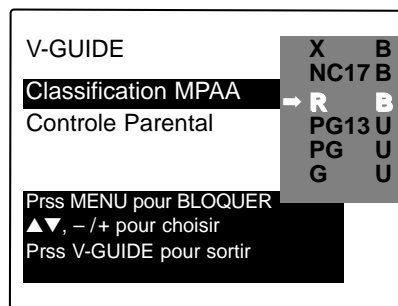 V-GUIDE
Classification MPAA
Controle Parental
X B
NC17 B
➡ R B
PG13 U
PG U
G U
Prss MENU pour BLOQUER
▲▼, – /+ pour choisir
Prss V-GUIDE pour sortir